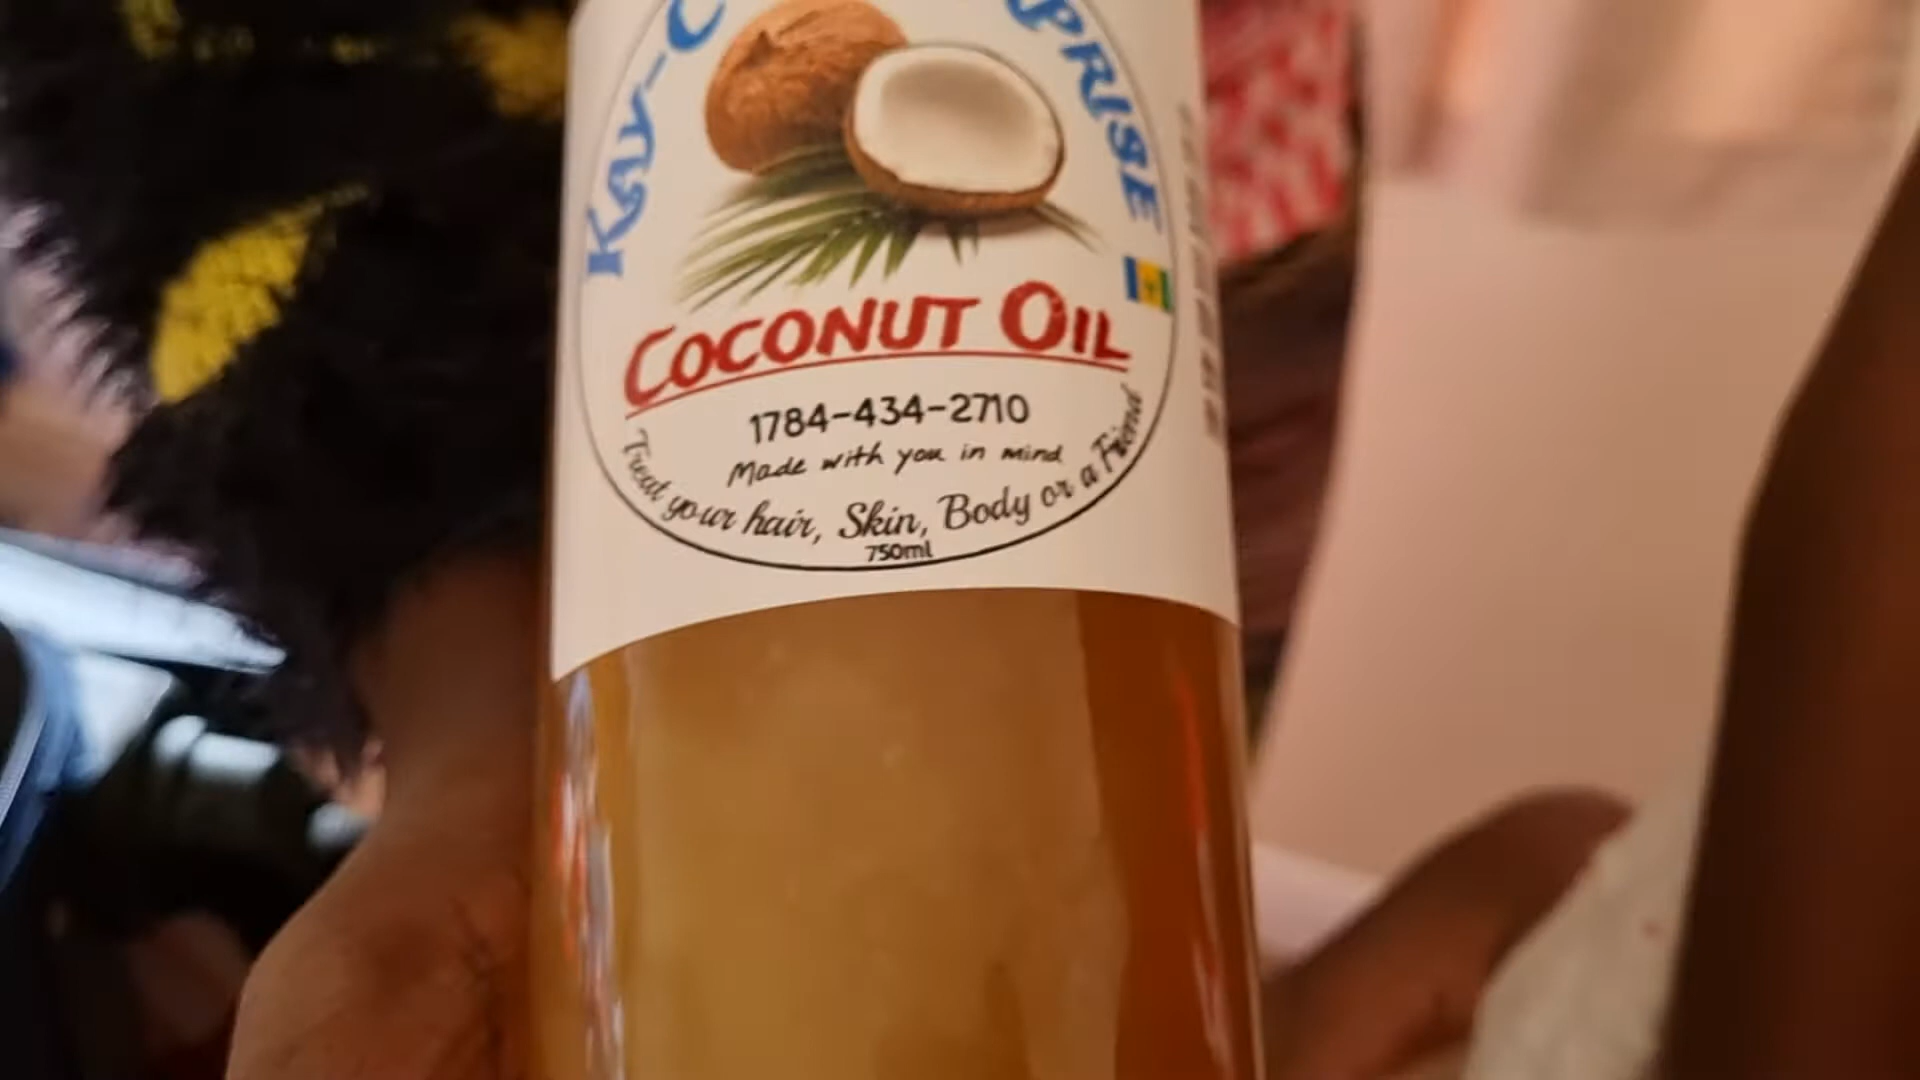 Kay-C
PRISE
COCONUT OIL
1784-434-2710
Made with you in mind
Treat your hair, Skin, Body or a Friend
750ml